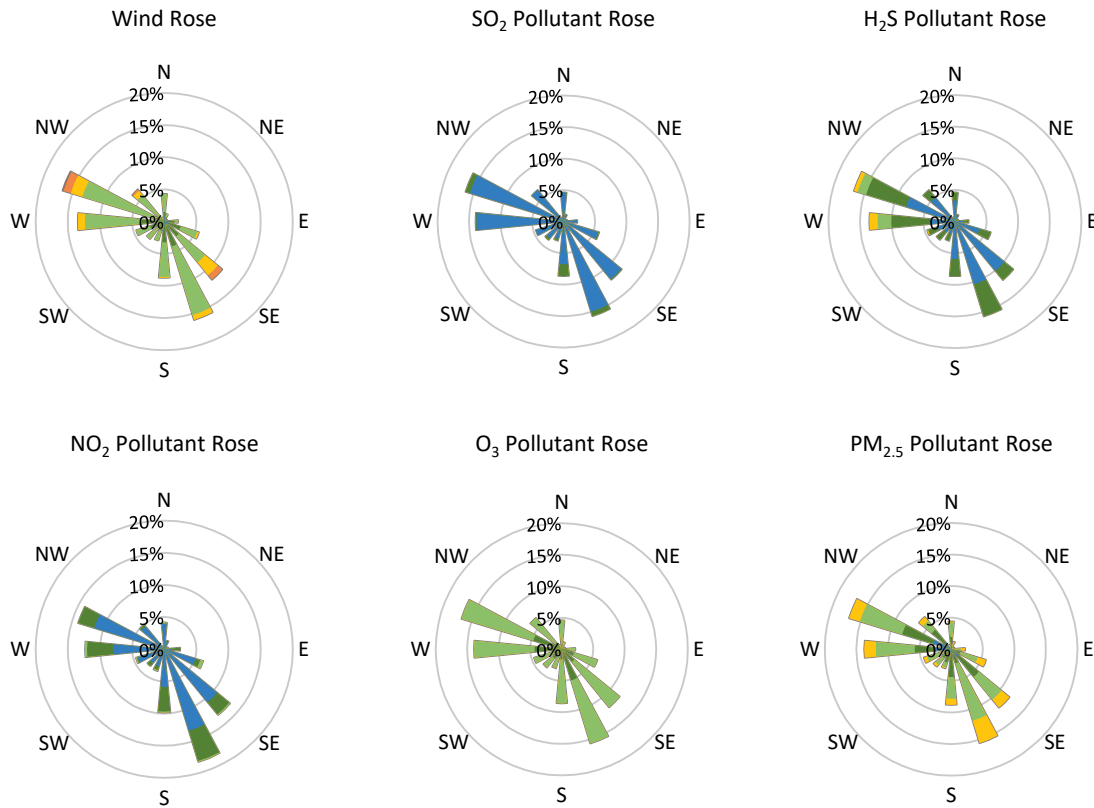 Wind Rose
N
NE
E
SE
S
SW
W
NW
20%
15%
10%
5%
0%
SO₂ Pollutant Rose
N
NE
E
SE
S
SW
W
NW
20%
15%
10%
5%
0%
H₂S Pollutant Rose
N
NE
E
SE
S
SW
W
NW
20%
15%
10%
5%
0%
NO₂ Pollutant Rose
N
NE
E
SE
S
SW
W
NW
20%
15%
10%
5%
0%
O₃ Pollutant Rose
N
NE
E
SE
S
SW
W
NW
20%
15%
10%
5%
0%
PM₂.₅ Pollutant Rose
N
NE
E
SE
S
SW
W
NW
20%
15%
10%
5%
0%